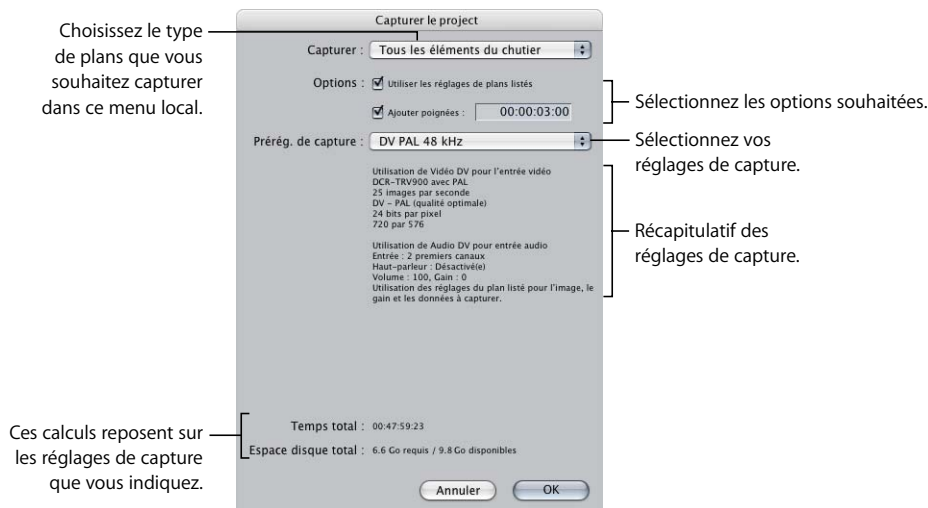 Capturer le project
Choisissez le type
de plans que vous
souhaitez capturer
dans ce menu local.
Capturer : Tous les éléments du chutier
Options : Utiliser les réglages de plans listés
Ajouter poignées : 00:00:03:00
Sélectionnez les options souhaitées.
Prérég. de capture : DV PAL 48 kHz
Sélectionnez vos
réglages de capture.
Utilisation de Vidéo DV pour l'entrée vidéo
DCR-TRV900 avec PAL
25 images par seconde
DV - PAL (qualité optimale)
24 bits par pixel
720 par 576
Utilisation de Audio DV pour entrée audio
Entrée : 2 premiers canaux
Haut-parleur : Désactivé(e)
Volume : 100, Gain : 0
Utilisation des réglages du plan listé pour l'image, le
gain et les données à capturer.
Récapitulatif des
réglages de capture.
Ces calculs reposent sur
les réglages de capture
que vous indiquez.
Temps total : 00:47:59:23
Espace disque total : 6.6 Go requis / 9.8 Go disponibles
Annuler
OK